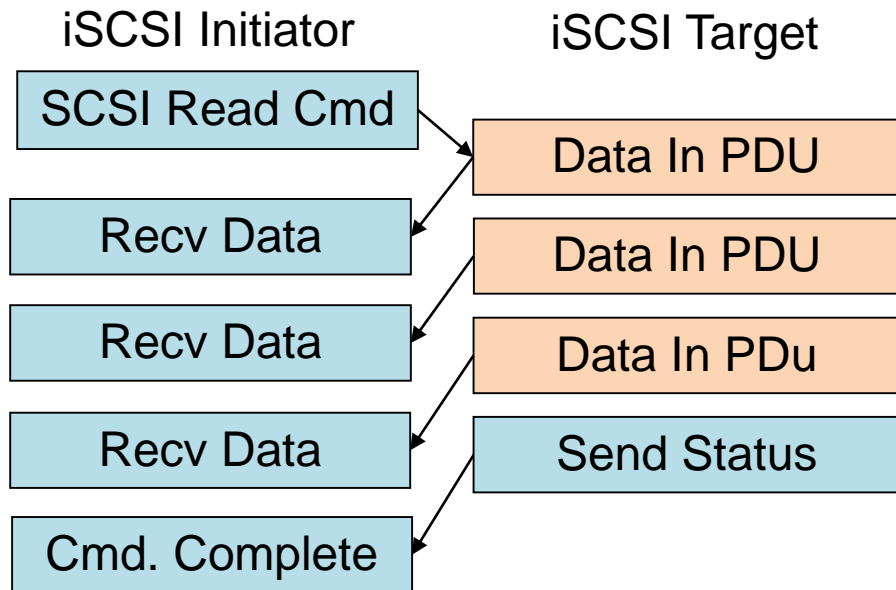 iSCSI Initiator
iSCSI Target
SCSI Read Cmd
Data In PDU
Recv Data
Data In PDU
Recv Data
Data In PDu
Recv Data
Send Status
Cmd. Complete